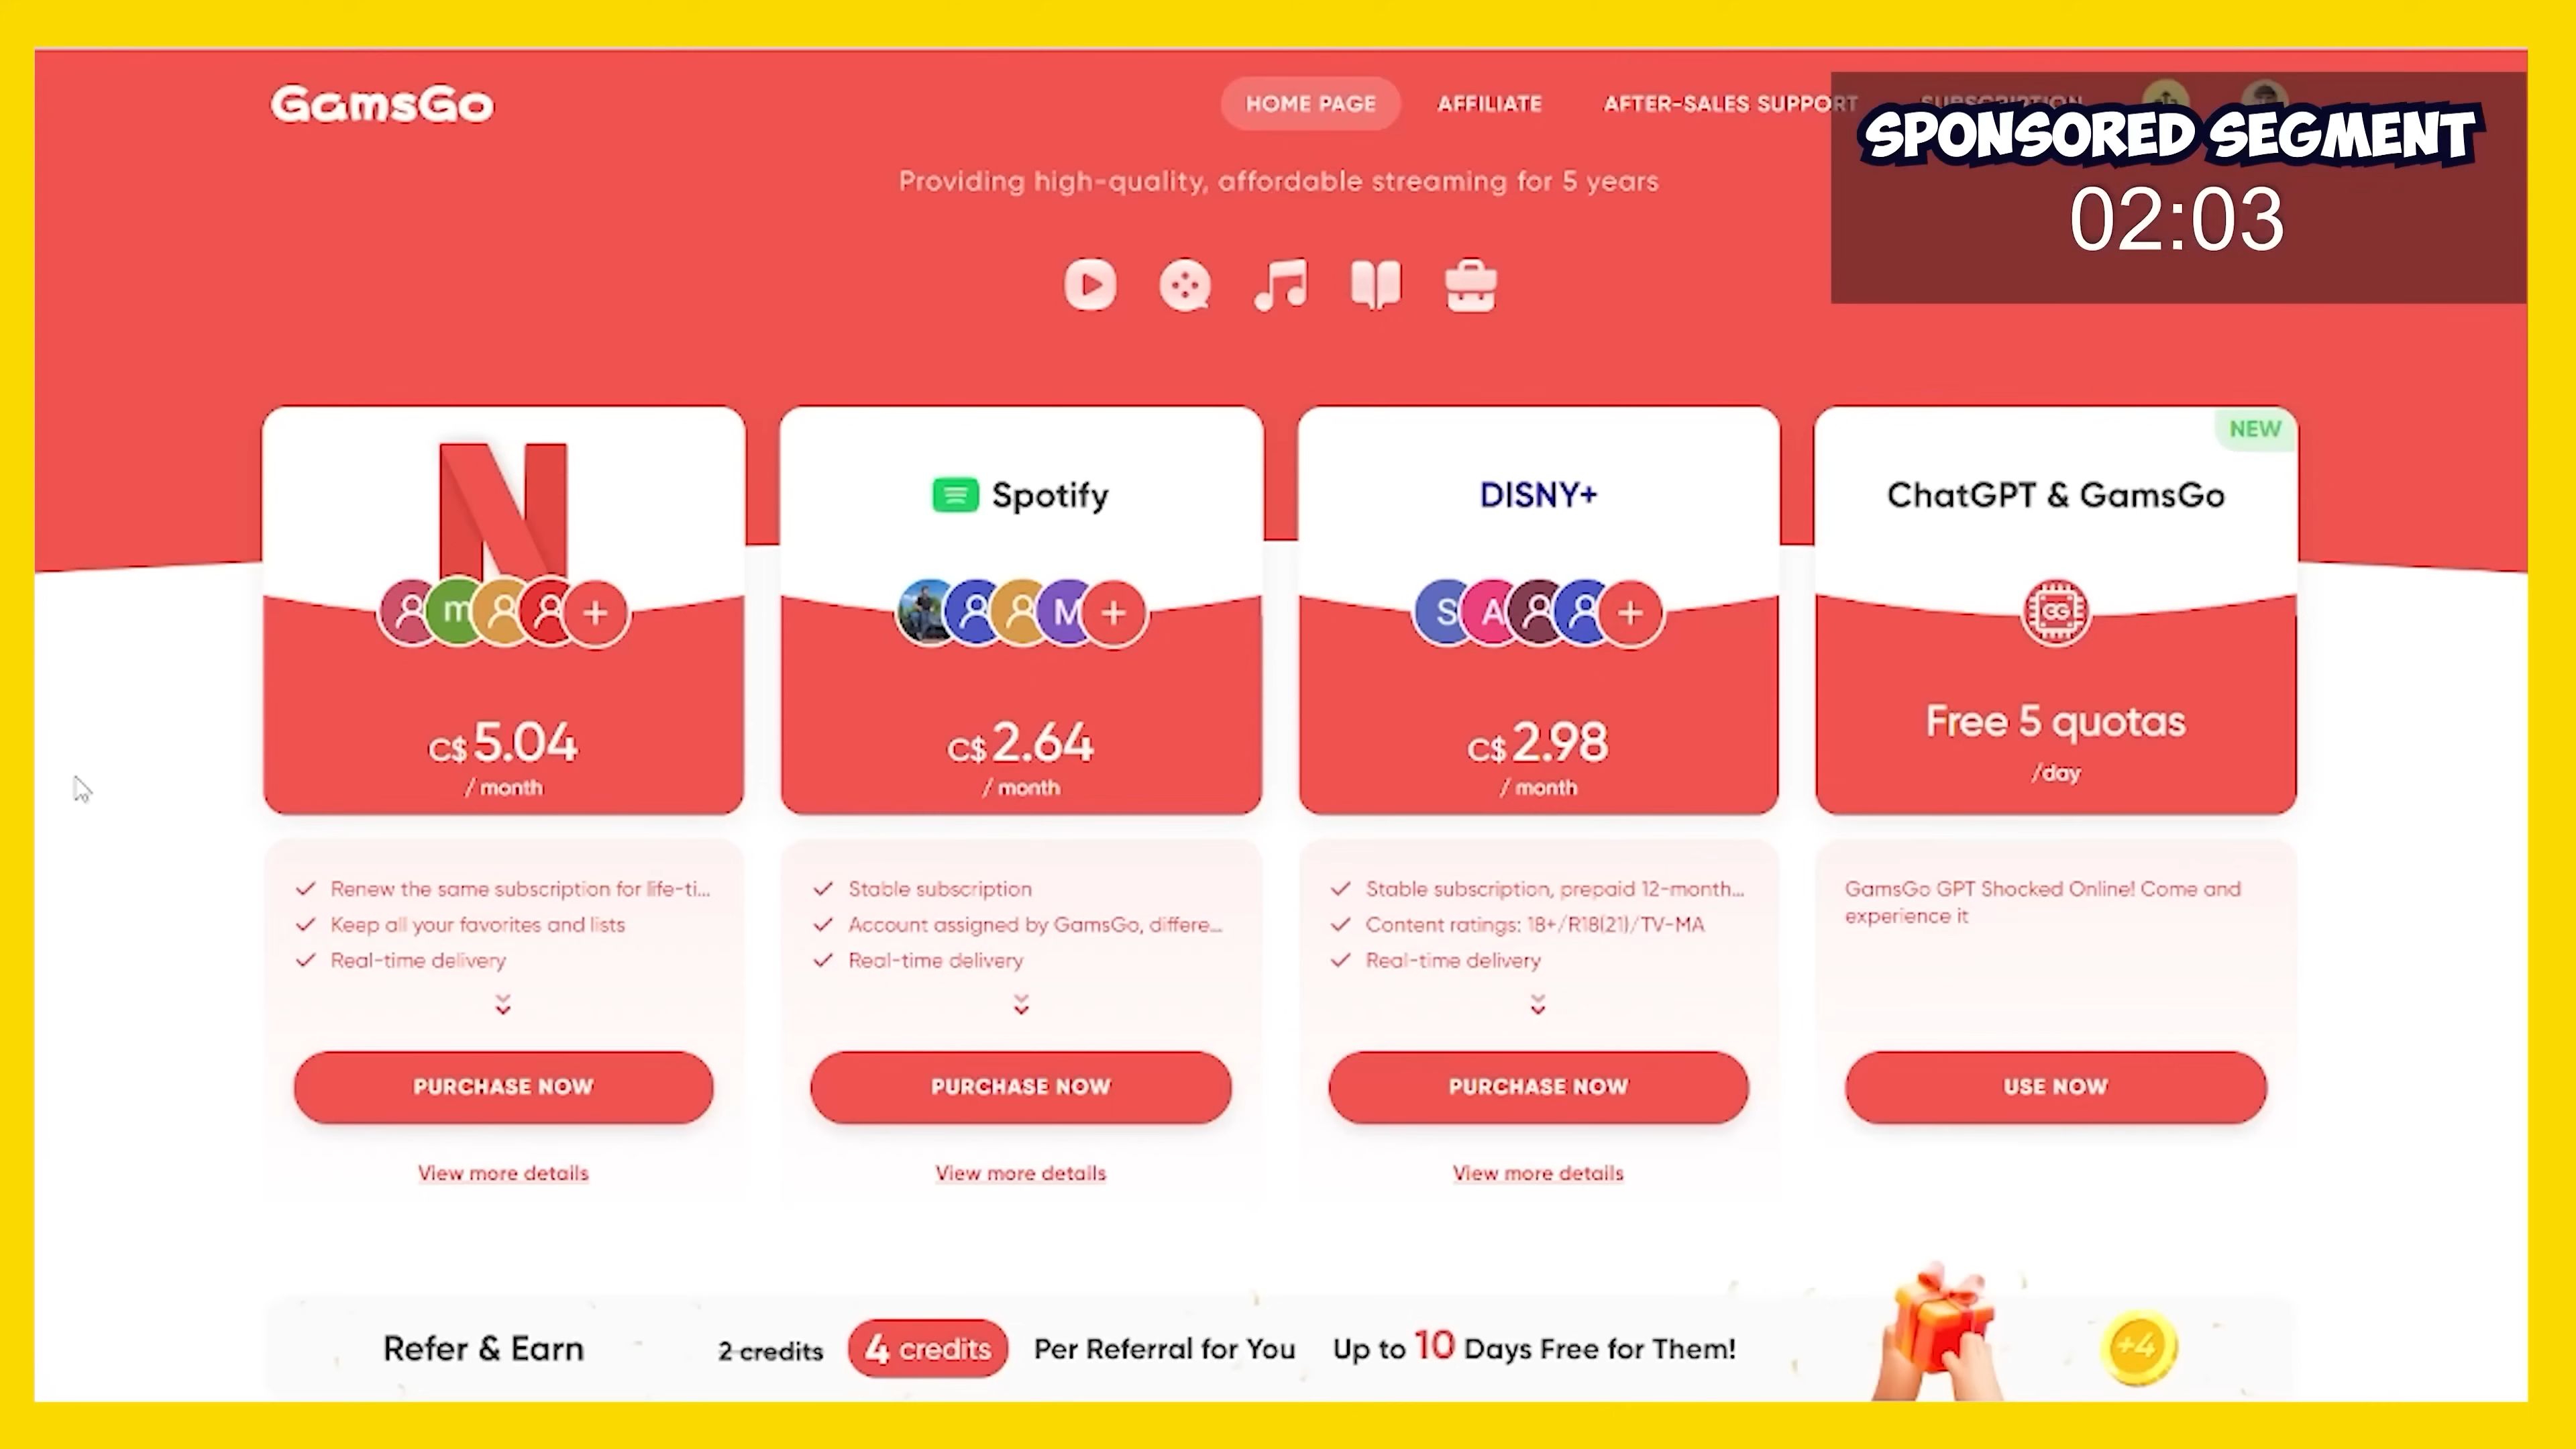 GamsGo
HOME PAGE
AFFILIATE
AFTER-SALES SUPPORT
SUBSCRIPTION
SPONSORED SEGMENT
02:03
Providing high-quality, affordable streaming for 5 years
N
Spotify
DISNY+
NEW
ChatGPT & GamsGo
m
M
S A
GG
C$ 5.04
/ month
C$ 2.64
/ month
C$ 2.98
/ month
Free 5 quotas
/day
Renew the same subscription for life-ti...
Keep all your favorites and lists
Real-time delivery
Stable subscription
Account assigned by GamsGo, differe...
Real-time delivery
Stable subscription, prepaid 12-month...
Content ratings: 18+/R18(21)/TV-MA
Real-time delivery
GamsGo GPT Shocked Online! Come and
experience it
PURCHASE NOW
PURCHASE NOW
PURCHASE NOW
USE NOW
View more details
View more details
View more details
Refer & Earn
2 credits
4 credits
Per Referral for You
Up to 10 Days Free for Them!
+4